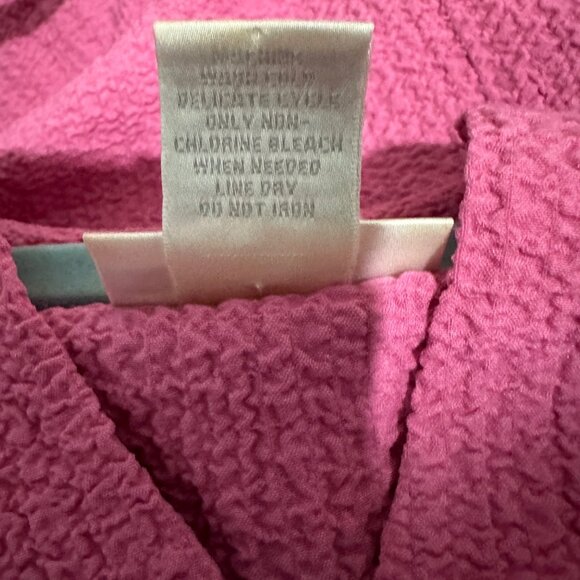 MACHINE
WASH COLD
DELICATE CYCLE
ONLY NON-
CHLORINE BLEACH
WHEN NEEDED
LINE DRY
DO NOT IRON